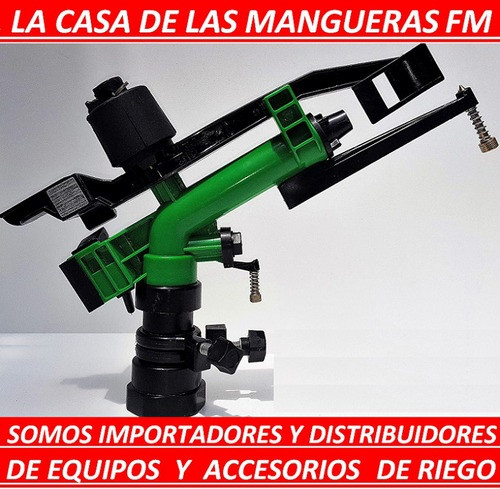 LA CASA DE LAS MANGUERAS FM
SOMOS IMPORTADORES Y DISTRIBUIDORES
DE EQUIPOS Y ACCESORIOS DE RIEGO